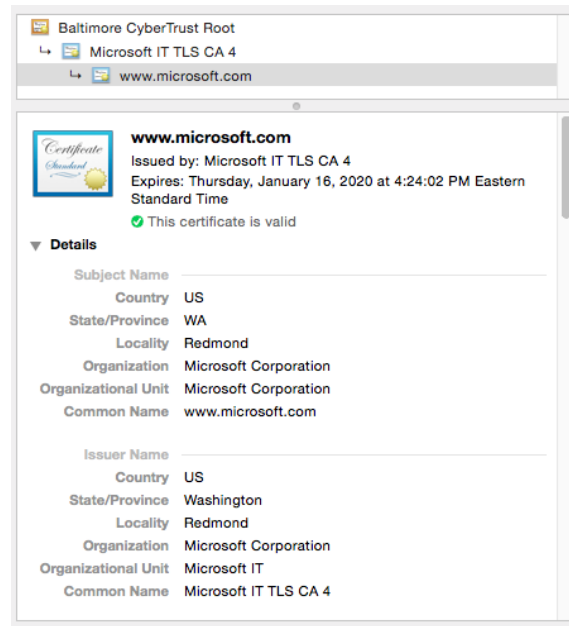 Baltimore CyberTrust Root
↳ Microsoft IT TLS CA 4
↳ www.microsoft.com
Certificate
Standard
www.microsoft.com
Issued by: Microsoft IT TLS CA 4
Expires: Thursday, January 16, 2020 at 4:24:02 PM Eastern
Standard Time
This certificate is valid
▼ Details
Subject Name
Country US
State/Province WA
Locality Redmond
Organization Microsoft Corporation
Organizational Unit Microsoft Corporation
Common Name www.microsoft.com
Issuer Name
Country US
State/Province Washington
Locality Redmond
Organization Microsoft Corporation
Organizational Unit Microsoft IT
Common Name Microsoft IT TLS CA 4